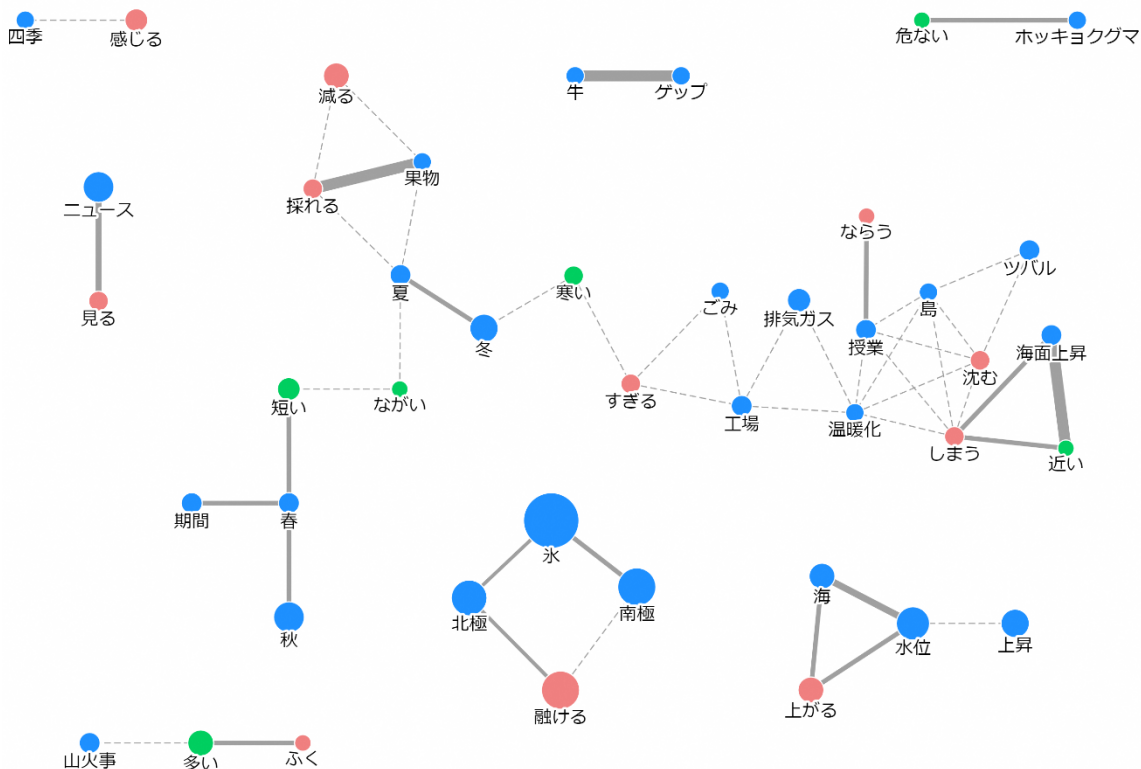 四季
感じる
危ない
ホッキョクグマ
減る
牛
ゲップ
果物
ニュース
採れる
ならう
ツバル
夏
寒い
ごみ
排気ガス
島
見る
冬
授業
海面上昇
沈む
短い
ながい
すぎる
工場
温暖化
しまう
近い
期間
春
氷
海
北極
南極
秋
水位
上昇
融ける
上がる
山火事
多い
ふく